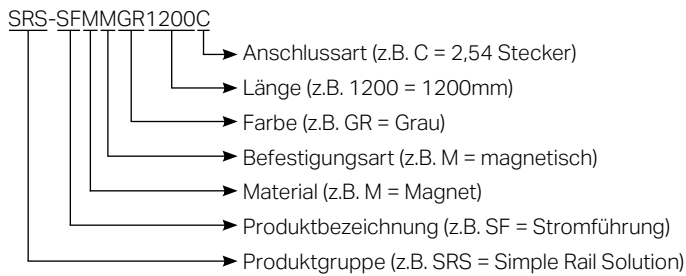 SRS-SFMMGR1200C
Anschlussart (z.B. C = 2,54 Stecker)
Länge (z.B. 1200 = 1200mm)
Farbe (z.B. GR = Grau)
Befestigungsart (z.B. M = magnetisch)
Material (z.B. M = Magnet)
Produktbezeichnung (z.B. SF = Stromführung)
Produktgruppe (z.B. SRS = Simple Rail Solution)